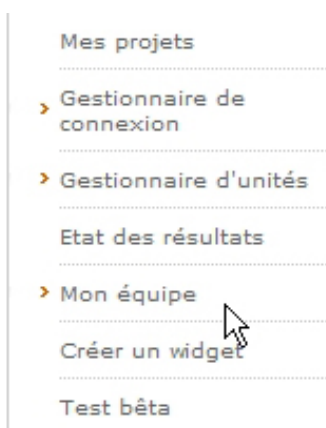 Mes projets
Gestionnaire de
connexion
Gestionnaire d'unités
Etat des résultats
Mon équipe
Créer un widget
Test bêta